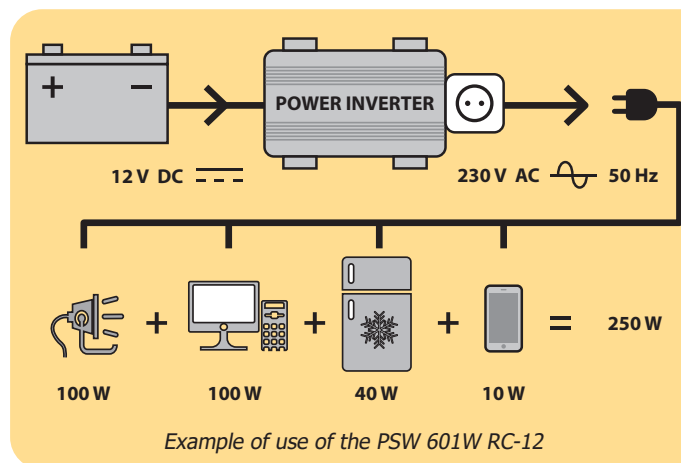 + −
POWER INVERTER
12 V DC
230 V AC 50 Hz
+ + + = 250 W
100 W 100 W 40 W 10 W
Example of use of the PSW 601W RC-12